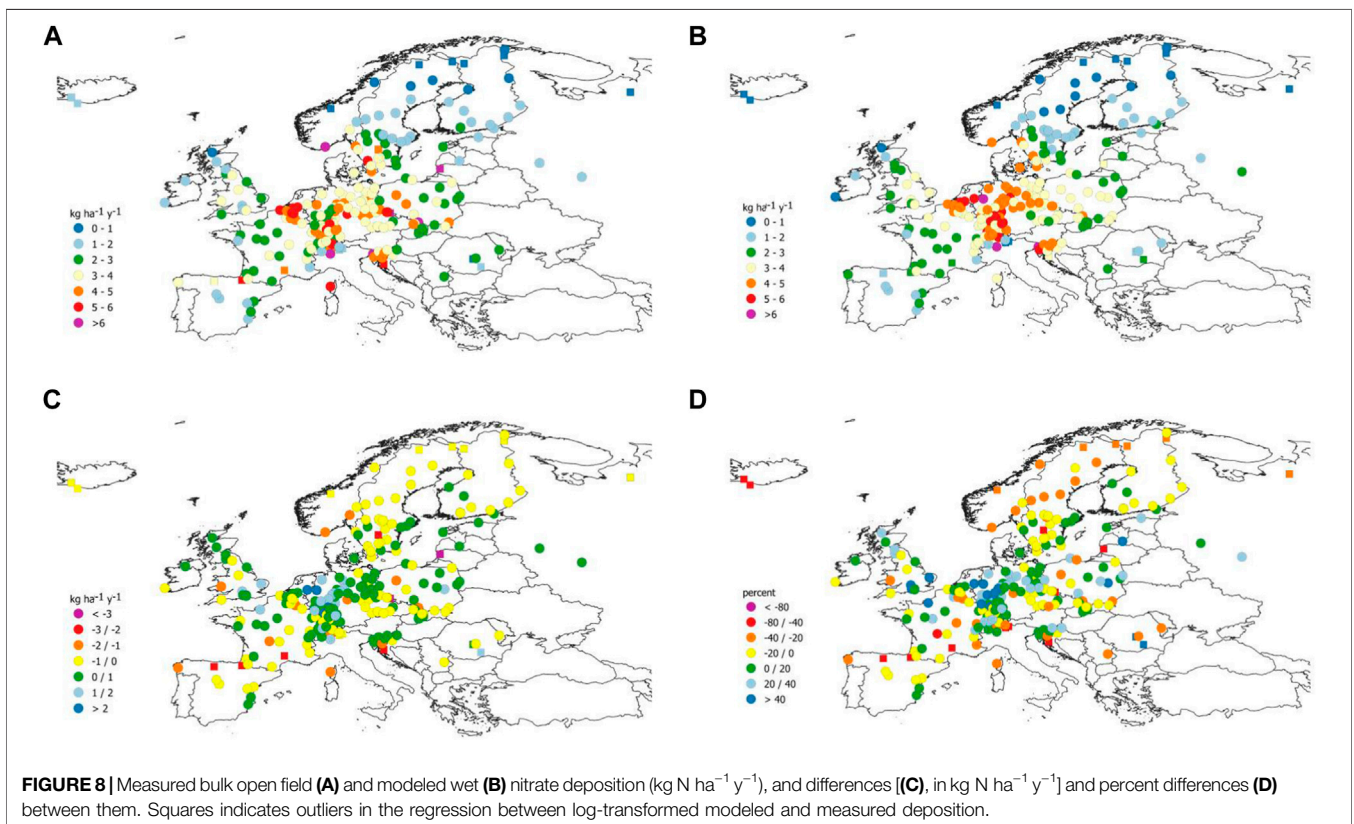 A
B
kg ha⁻¹ y⁻¹
0 - 1
1 - 2
2 - 3
3 - 4
4 - 5
5 - 6
>6
kg ha⁻¹ y⁻¹
0 - 1
1 - 2
2 - 3
3 - 4
4 - 5
5 - 6
>6
C
D
kg ha⁻¹ y⁻¹
< -3
-3 / -2
-2 / -1
-1 / 0
0 / 1
1 / 2
> 2
percent
< -80
-80 / -40
-40 / -20
-20 / 0
0 / 20
20 / 40
> 40
FIGURE 8 | Measured bulk open field (A) and modeled wet (B) nitrate deposition (kg N ha⁻¹ y⁻¹), and differences [(C), in kg N ha⁻¹ y⁻¹] and percent differences (D)
between them. Squares indicates outliers in the regression between log-transformed modeled and measured deposition.